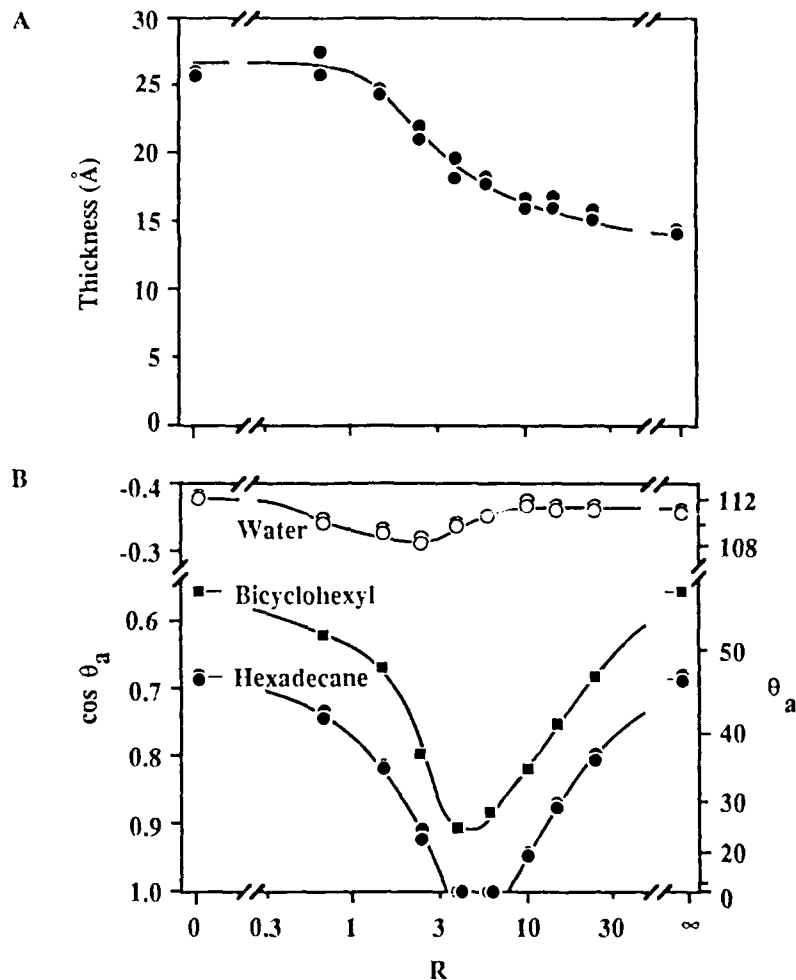 A
30
25
20
15
10
5
0
Thickness (Å)
B
-0.4
-0.3
0.6
0.7
0.8
0.9
1.0
cos θa
Water
Bicyclohexyl
Hexadecane
112
108
50
40
30
20
0
θa
0 0.3 1 3 10 30 ∞
R